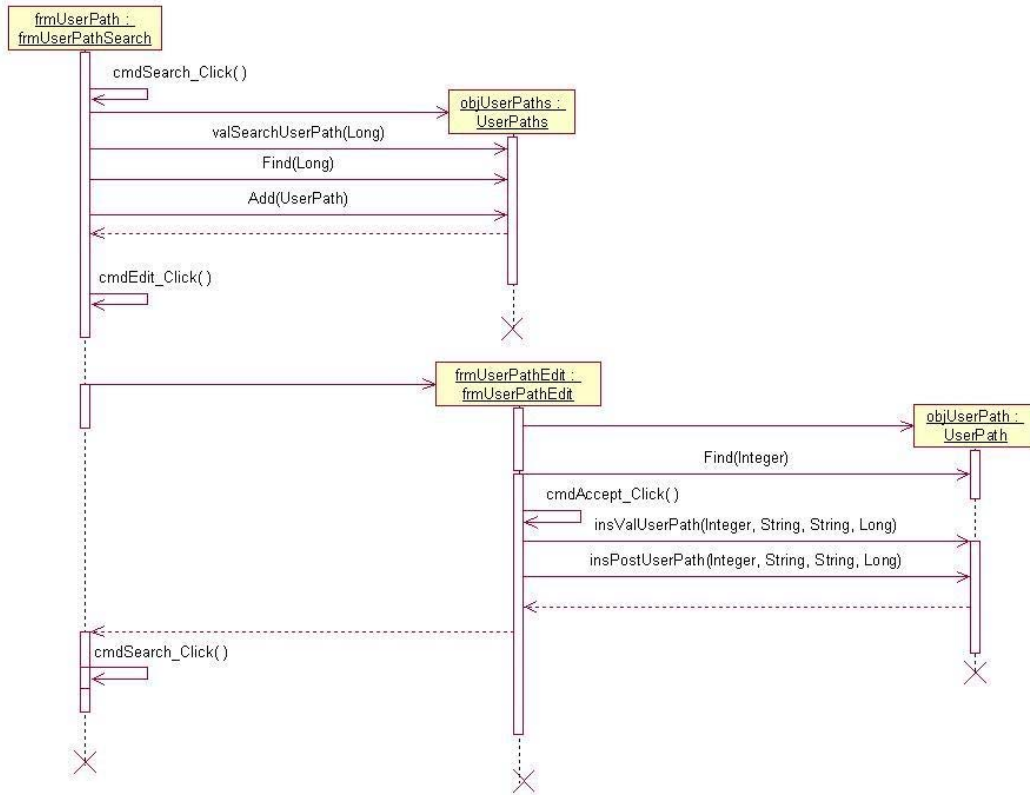 frmUserPath :
frmUserPathSearch
cmdSearch_Click( )
objUserPaths :
UserPaths
valSearchUserPath(Long)
Find(Long)
Add(UserPath)
cmdEdit_Click( )
frmUserPathEdit :
frmUserPathEdit
objUserPath :
UserPath
Find(Integer)
cmdAccept_Click( )
insValUserPath(Integer, String, String, Long)
insPostUserPath(Integer, String, String, Long)
cmdSearch_Click( )